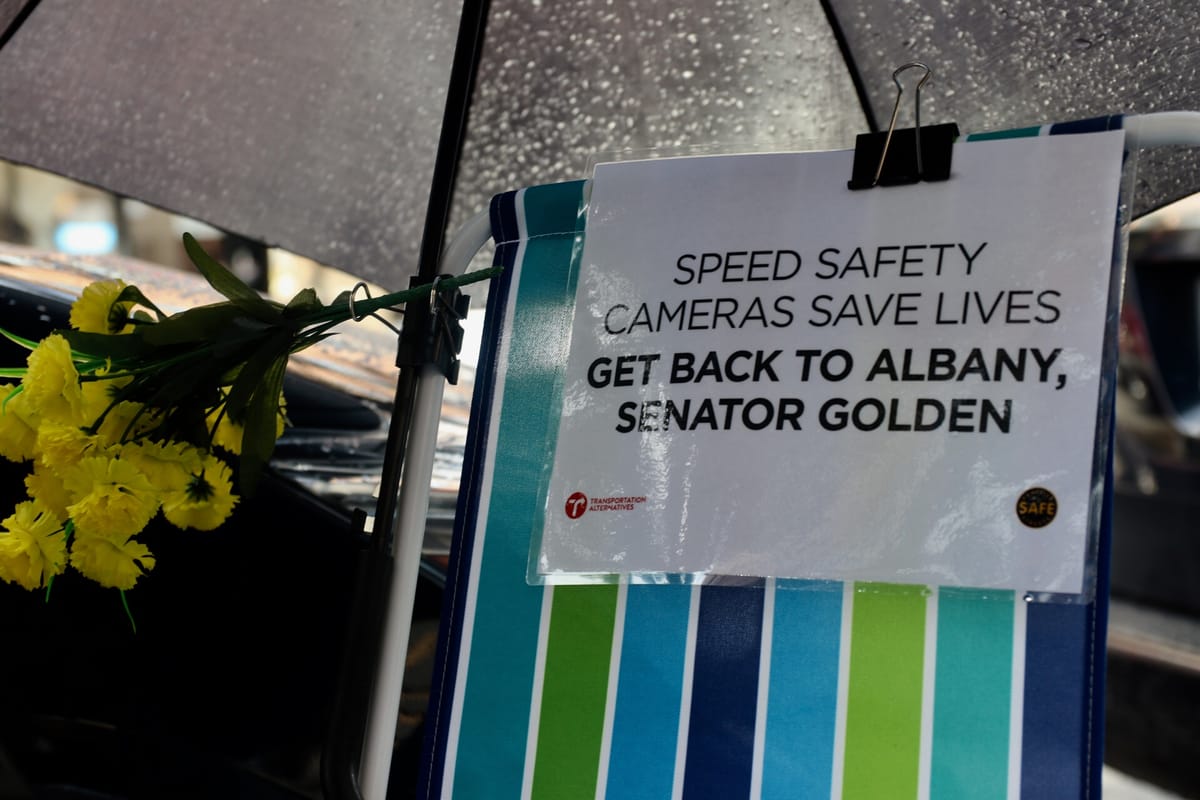 SPEED SAFETY
CAMERAS SAVE LIVES
GET BACK TO ALBANY,
SENATOR GOLDEN
TRANSPORTATION
ALTERNATIVES
SAFE